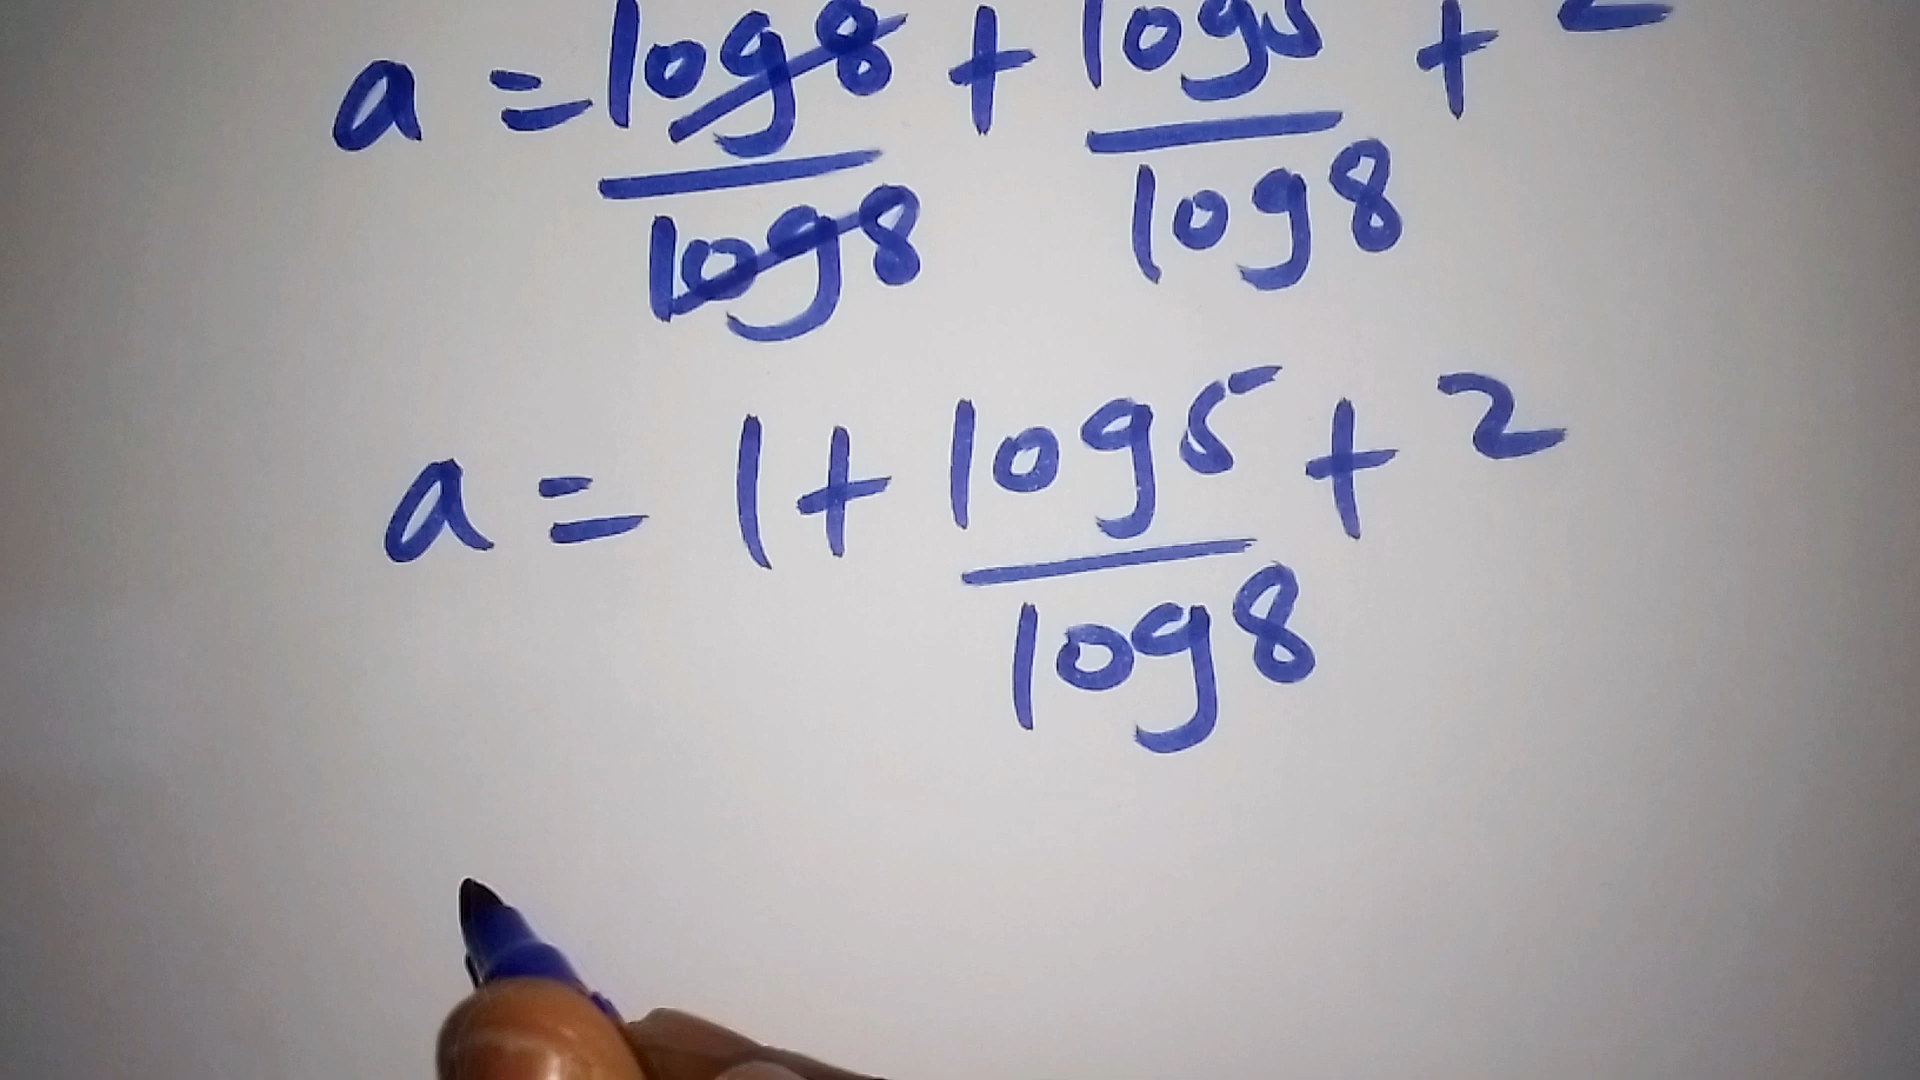 a = log8/log8 + log5/log8 + 2
a = 1 + log5/log8 + 2